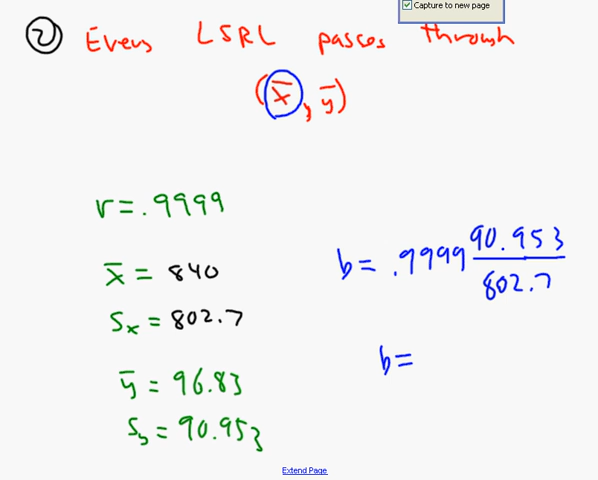 Capture to new page
② Every LSRL passes through
(x̄, ȳ)
r = .9999
x̄ = 840
Sx = 802.7
ȳ = 96.83
Sy = 90.953
b = .9999 90.953/802.7
b =
Extend Page